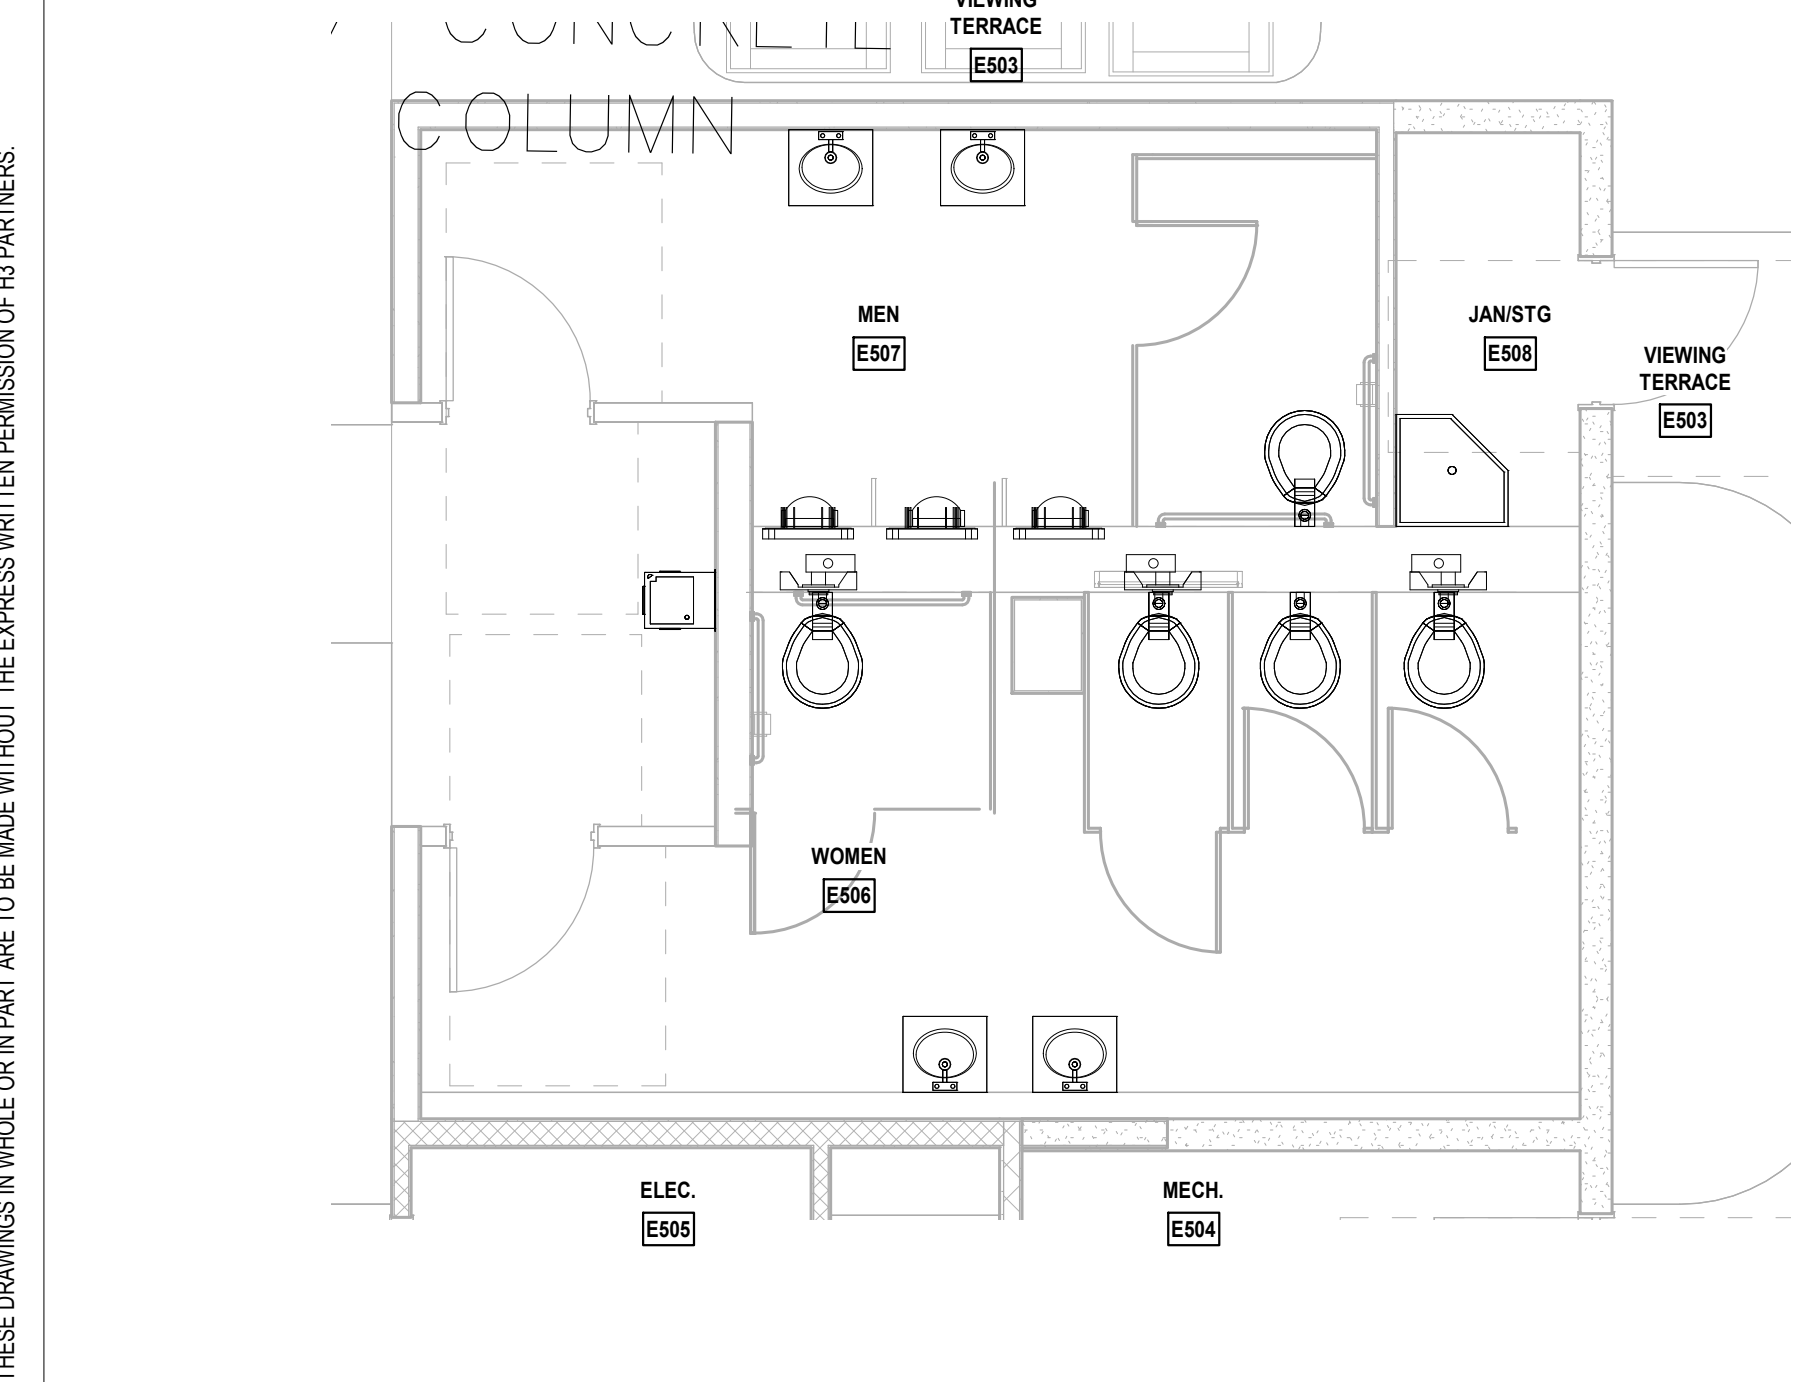 VIEWING
TERRACE
E503
CONCRETE
COLUMN
MEN
E507
JAN/STG
E508
VIEWING
TERRACE
E503
WOMEN
E506
ELEC.
E505
MECH.
E504
THESE DRAWINGS IN WHOLE OR IN PART ARE TO BE MADE WITHOUT THE EXPRESS WRITTEN PERMISSION OF H3 PARTNERS.